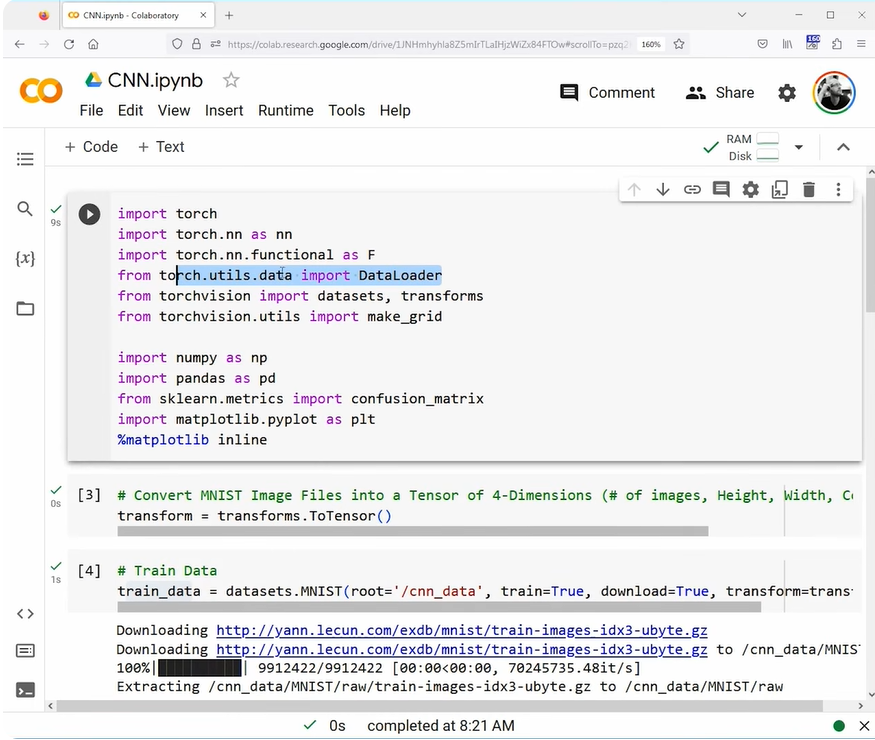 CNN.ipynb - Colaboratory
https://colab.research.google.com/drive/1JNHmhyhla8Z5mIrTLaIHjzWiZx84FTOw#scrollTo=pzq2
160%
160
CO
CNN.ipynb
Comment
Share
File Edit View Insert Runtime Tools Help
+ Code + Text
RAM
Disk
9s
import torch
import torch.nn as nn
import torch.nn.functional as F
from torch.utils.data import DataLoader
from torchvision import datasets, transforms
from torchvision.utils import make_grid
import numpy as np
import pandas as pd
from sklearn.metrics import confusion_matrix
import matplotlib.pyplot as plt
%matplotlib inline
{x}
0s
[3] # Convert MNIST Image Files into a Tensor of 4-Dimensions (# of images, Height, Width, Co
transform = transforms.ToTensor()
1s
[4] # Train Data
train_data = datasets.MNIST(root='/cnn_data', train=True, download=True, transform=trans
Downloading http://yann.lecun.com/exdb/mnist/train-images-idx3-ubyte.gz
Downloading http://yann.lecun.com/exdb/mnist/train-images-idx3-ubyte.gz to /cnn_data/MNIST
100%|██████████| 9912422/9912422 [00:00<00:00, 70245735.48it/s]
Extracting /cnn_data/MNIST/raw/train-images-idx3-ubyte.gz to /cnn_data/MNIST/raw
0s completed at 8:21 AM